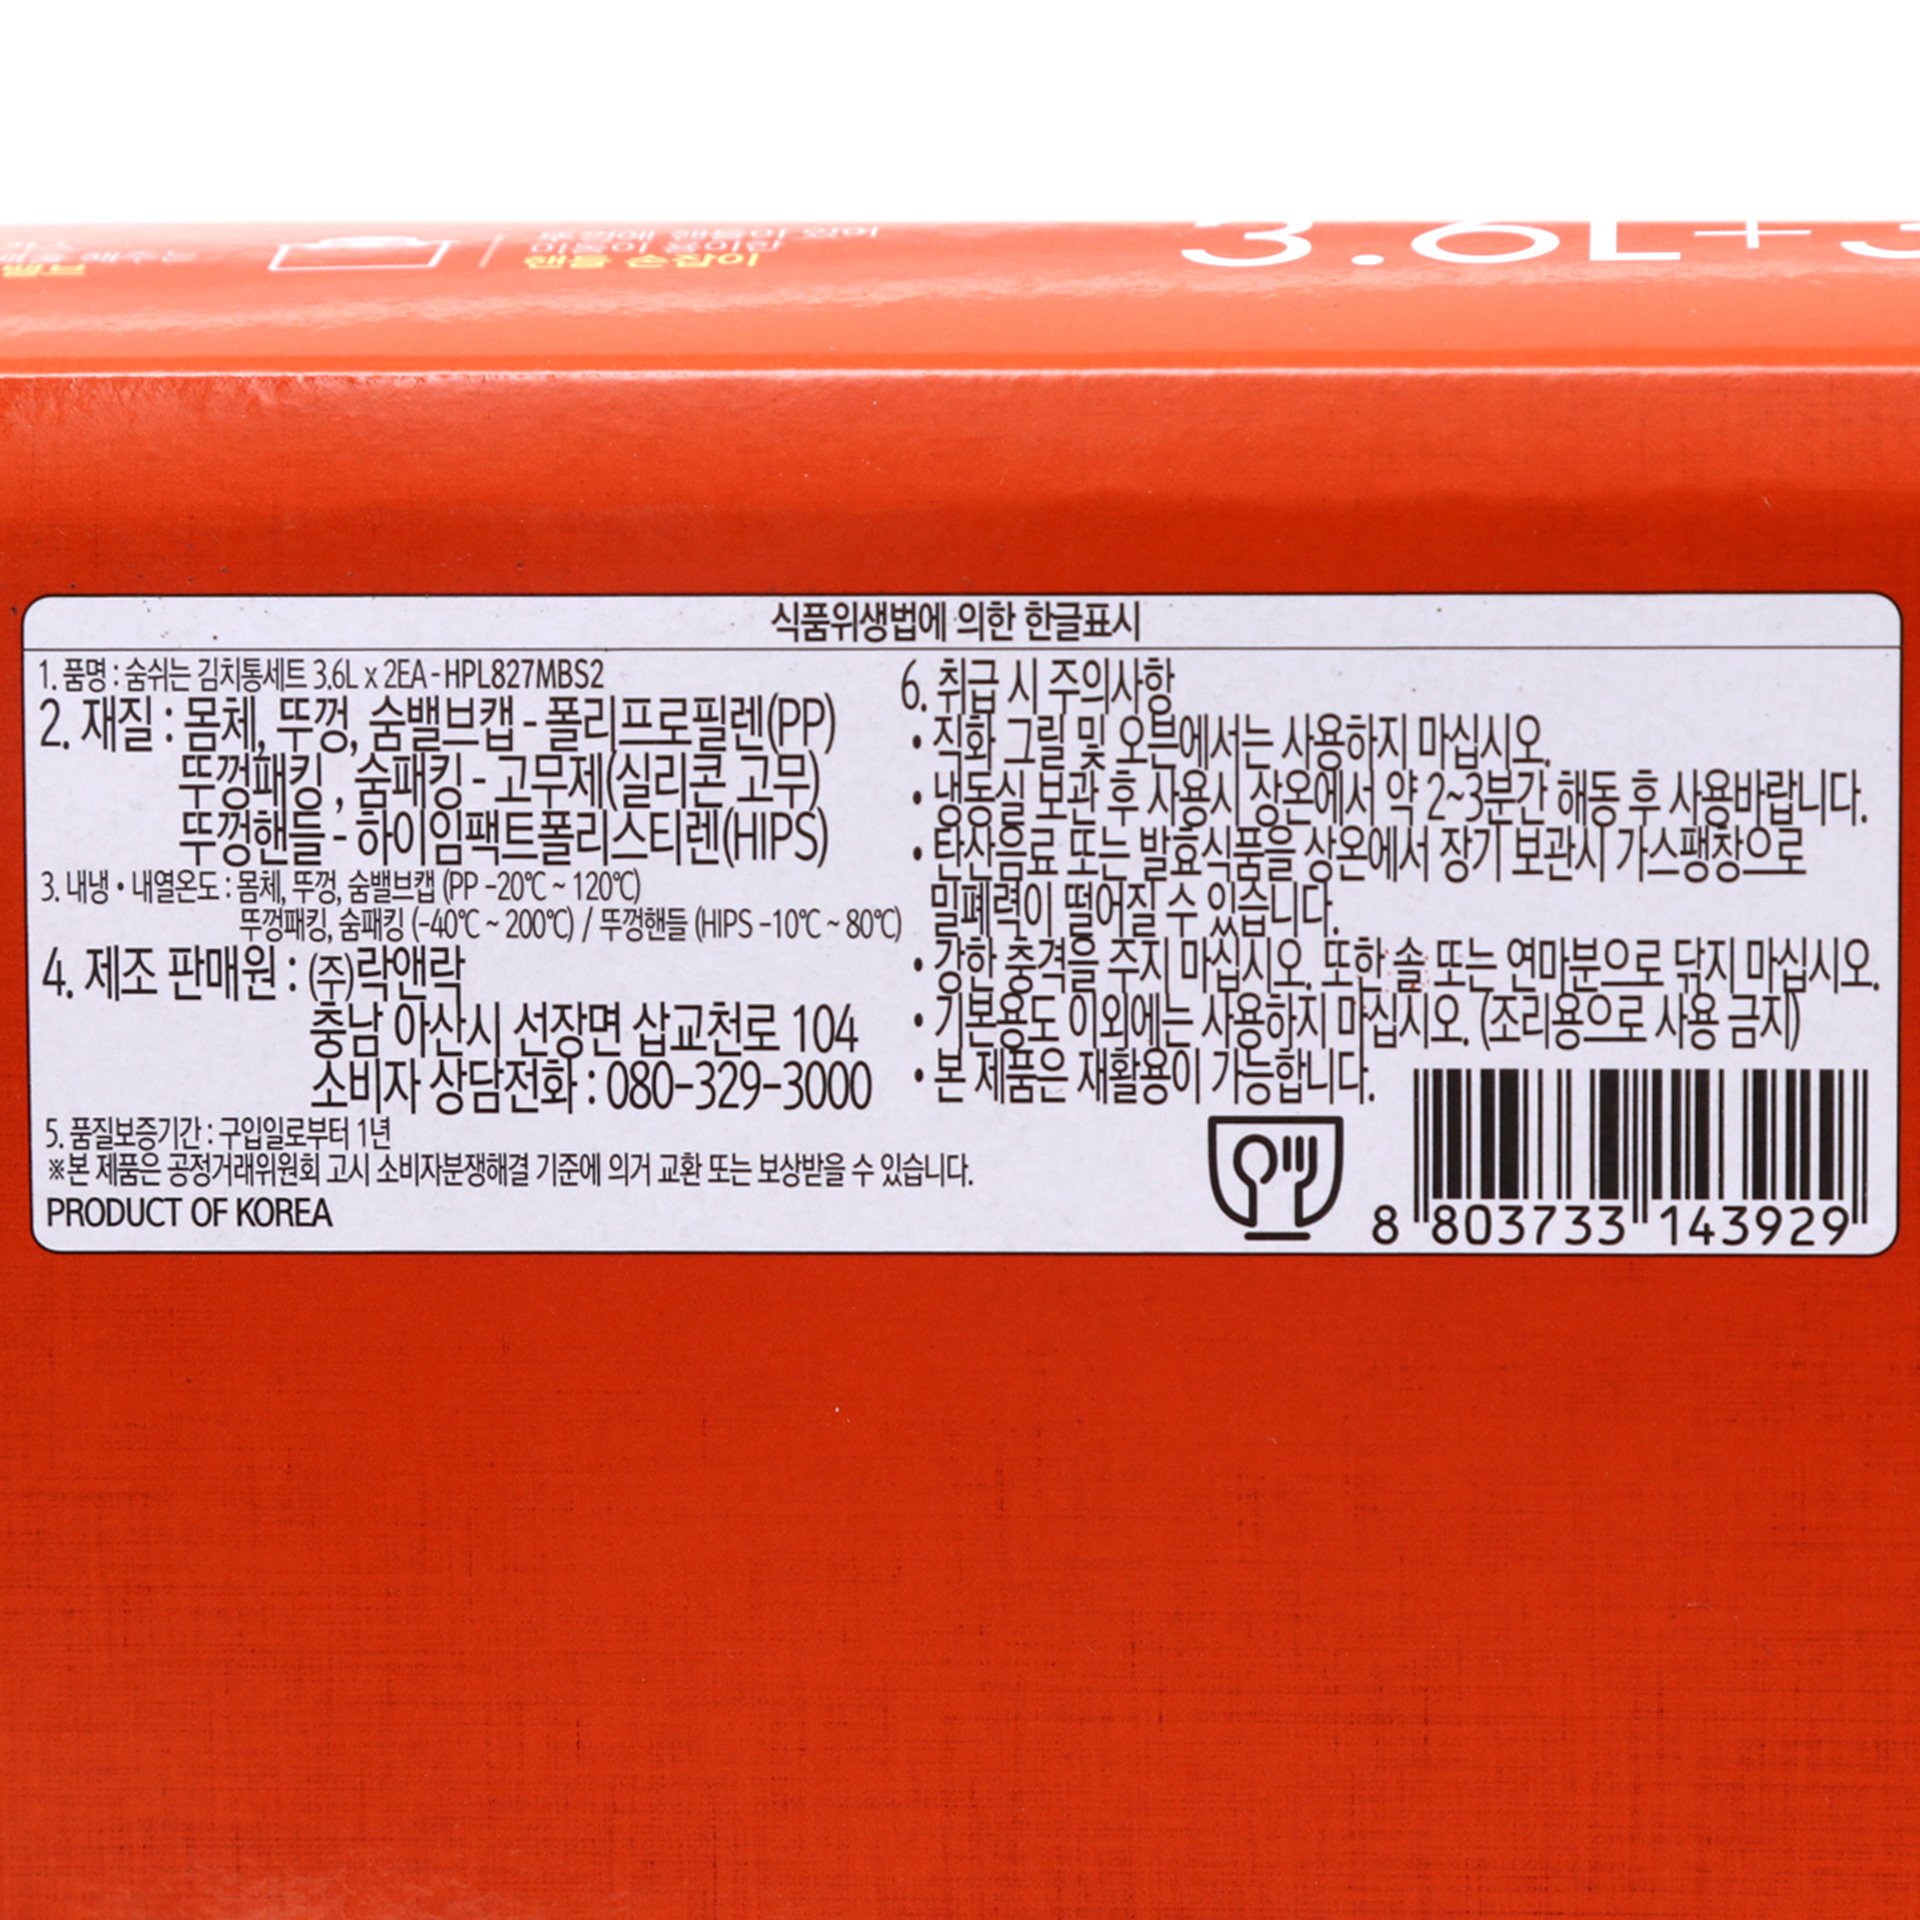 뚜껑에 핸들이 있어
이동이 용이한
핸들 손잡이
3.6L+3
식품위생법에 의한 한글표시
1. 품명 : 숨쉬는 김치통세트 3.6L x 2EA - HPL827MBS2
2. 재질 : 몸체, 뚜껑, 숨밸브캡 - 폴리프로필렌(PP)
뚜껑패킹 , 숨패킹 - 고무제(실리콘 고무)
뚜껑핸들 - 하이임팩트폴리스티렌(HIPS)
3. 내냉 • 내열온도 : 몸체, 뚜껑, 숨밸브캡 (PP -20℃ ~ 120℃)
뚜껑패킹, 숨패킹 (-40℃ ~ 200℃) / 뚜껑핸들 (HIPS -10℃ ~ 80℃)
4. 제조 판매원 : (주)락앤락
충남 아산시 선장면 삽교천로 104
소비자 상담전화 : 080-329-3000
5. 품질보증기간 : 구입일로부터 1년
※본 제품은 공정거래위원회 고시 소비자분쟁해결 기준에 의거 교환 또는 보상받을 수 있습니다.
PRODUCT OF KOREA
6. 취급 시 주의사항
• 직화 그릴 및 오븐에서는 사용하지 마십시오.
• 냉동실 보관 후 사용시 상온에서 약 2~3분간 해동 후 사용바랍니다.
• 탄산음료 또는 발효식품을 상온에서 장기 보관시 가스팽창으로
밀폐력이 떨어질 수 있습니다.
• 강한 충격을 주지 마십시오. 또한 솔 또는 연마분으로 닦지 마십시오.
• 기본용도 이외에는 사용하지 마십시오. (조리용으로 사용 금지)
• 본 제품은 재활용이 가능합니다.
8 803733 143929